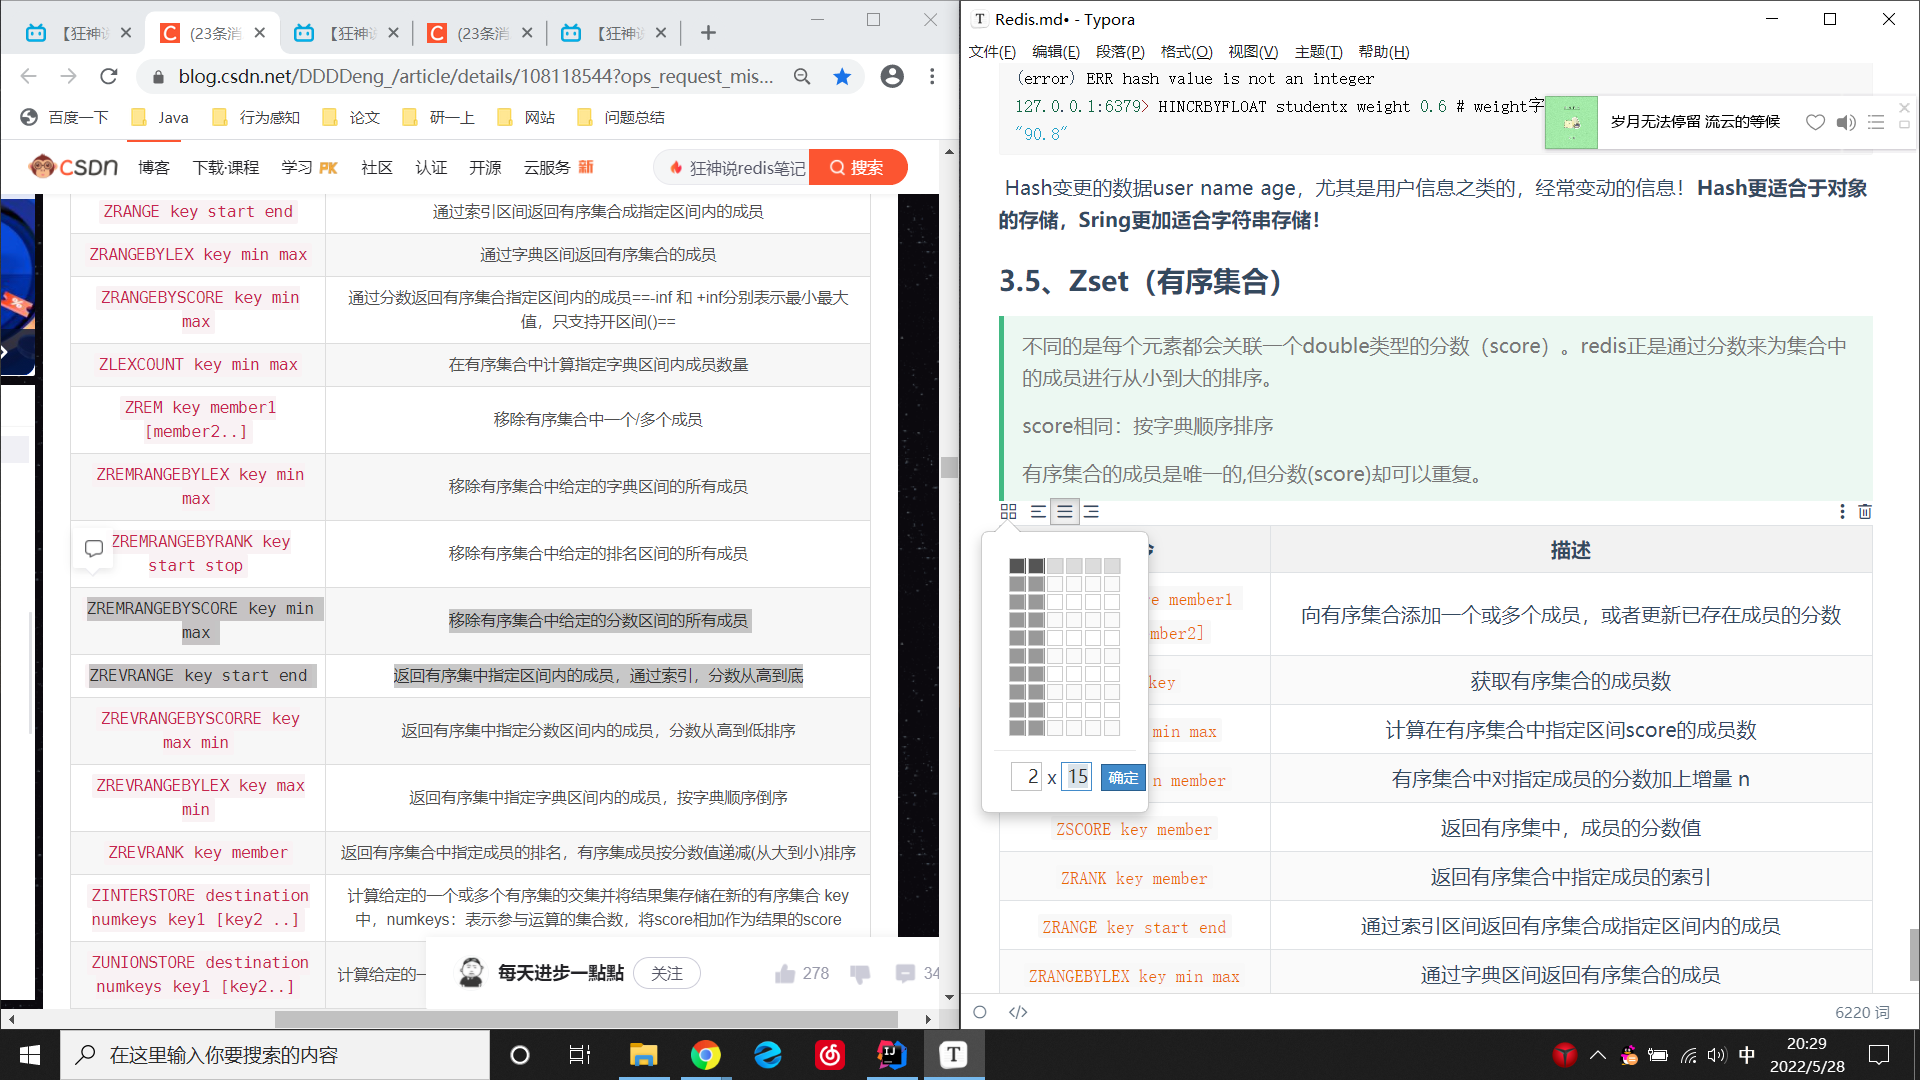 【狂神说
(23条消
【狂神说
(23条消
【狂神说
blog.csdn.net/DDDDeng_/article/details/108118544?ops_request_mis...
百度一下
Java
行为感知
论文
研一上
网站
问题总结
CSDN
博客
下载·课程
学习 PK
社区
认证
开源
云服务 新
狂神说redis笔记
搜索
ZRANGE key start end
通过索引区间返回有序集合成指定区间内的成员
ZRANGEBYLEX key min max
通过字典区间返回有序集合的成员
ZRANGEBYSCORE key min
max
通过分数返回有序集合指定区间内的成员==-inf 和 +inf分别表示最小最大
值，只支持开区间()==
ZLEXCOUNT key min max
在有序集合中计算指定字典区间内成员数量
ZREM key member1
[member2..]
移除有序集合中一个/多个成员
ZREMRANGEBYLEX key min
max
移除有序集合中给定的字典区间的所有成员
ZREMRANGEBYRANK key
start stop
移除有序集合中给定的排名区间的所有成员
ZREMRANGEBYSCORE key min
max
移除有序集合中给定的分数区间的所有成员
ZREVRANGE key start end
返回有序集中指定区间内的成员，通过索引，分数从高到底
ZREVRANGEBYSCORRE key
max min
返回有序集中指定分数区间内的成员，分数从高到低排序
ZREVRANGEBYLEX key max
min
返回有序集中指定字典区间内的成员，按字典顺序倒序
ZREVRANK key member
返回有序集合中指定成员的排名，有序集成员按分数值递减(从大到小)排序
ZINTERSTORE destination
numkeys key1 [key2 ..]
计算给定的一个或多个有序集的交集并将结果集存储在新的有序集合 key
中，numkeys：表示参与运算的集合数，将score相加作为结果的score
ZUNIONSTORE destination
numkeys key1 [key2..]
计算给定的一
每天进步一點點
关注
278
34
Redis.md• - Typora
文件(F)
编辑(E)
段落(P)
格式(O)
视图(V)
主题(T)
帮助(H)
(error) ERR hash value is not an integer
127.0.0.1:6379> HINCRBYFLOAT studentx weight 0.6 # weight字
"90.8"
岁月无法停留 流云的等候
Hash变更的数据user name age，尤其是用户信息之类的，经常变动的信息！Hash更适合于对象
的存储，Sring更加适合字符串存储！
3.5、Zset（有序集合）
不同的是每个元素都会关联一个double类型的分数（score）。redis正是通过分数来为集合中
的成员进行从小到大的排序。
score相同：按字典顺序排序
有序集合的成员是唯一的,但分数(score)却可以重复。
描述
member1
mber2]
向有序集合添加一个或多个成员，或者更新已存在成员的分数
key
获取有序集合的成员数
min max
计算在有序集合中指定区间score的成员数
n member
有序集合中对指定成员的分数加上增量 n
2 x 15 确定
ZSCORE key member
返回有序集中，成员的分数值
ZRANK key member
返回有序集合中指定成员的索引
ZRANGE key start end
通过索引区间返回有序集合成指定区间内的成员
ZRANGEBYLEX key min max
通过字典区间返回有序集合的成员
6220 词
在这里输入你要搜索的内容
中
20:29
2022/5/28